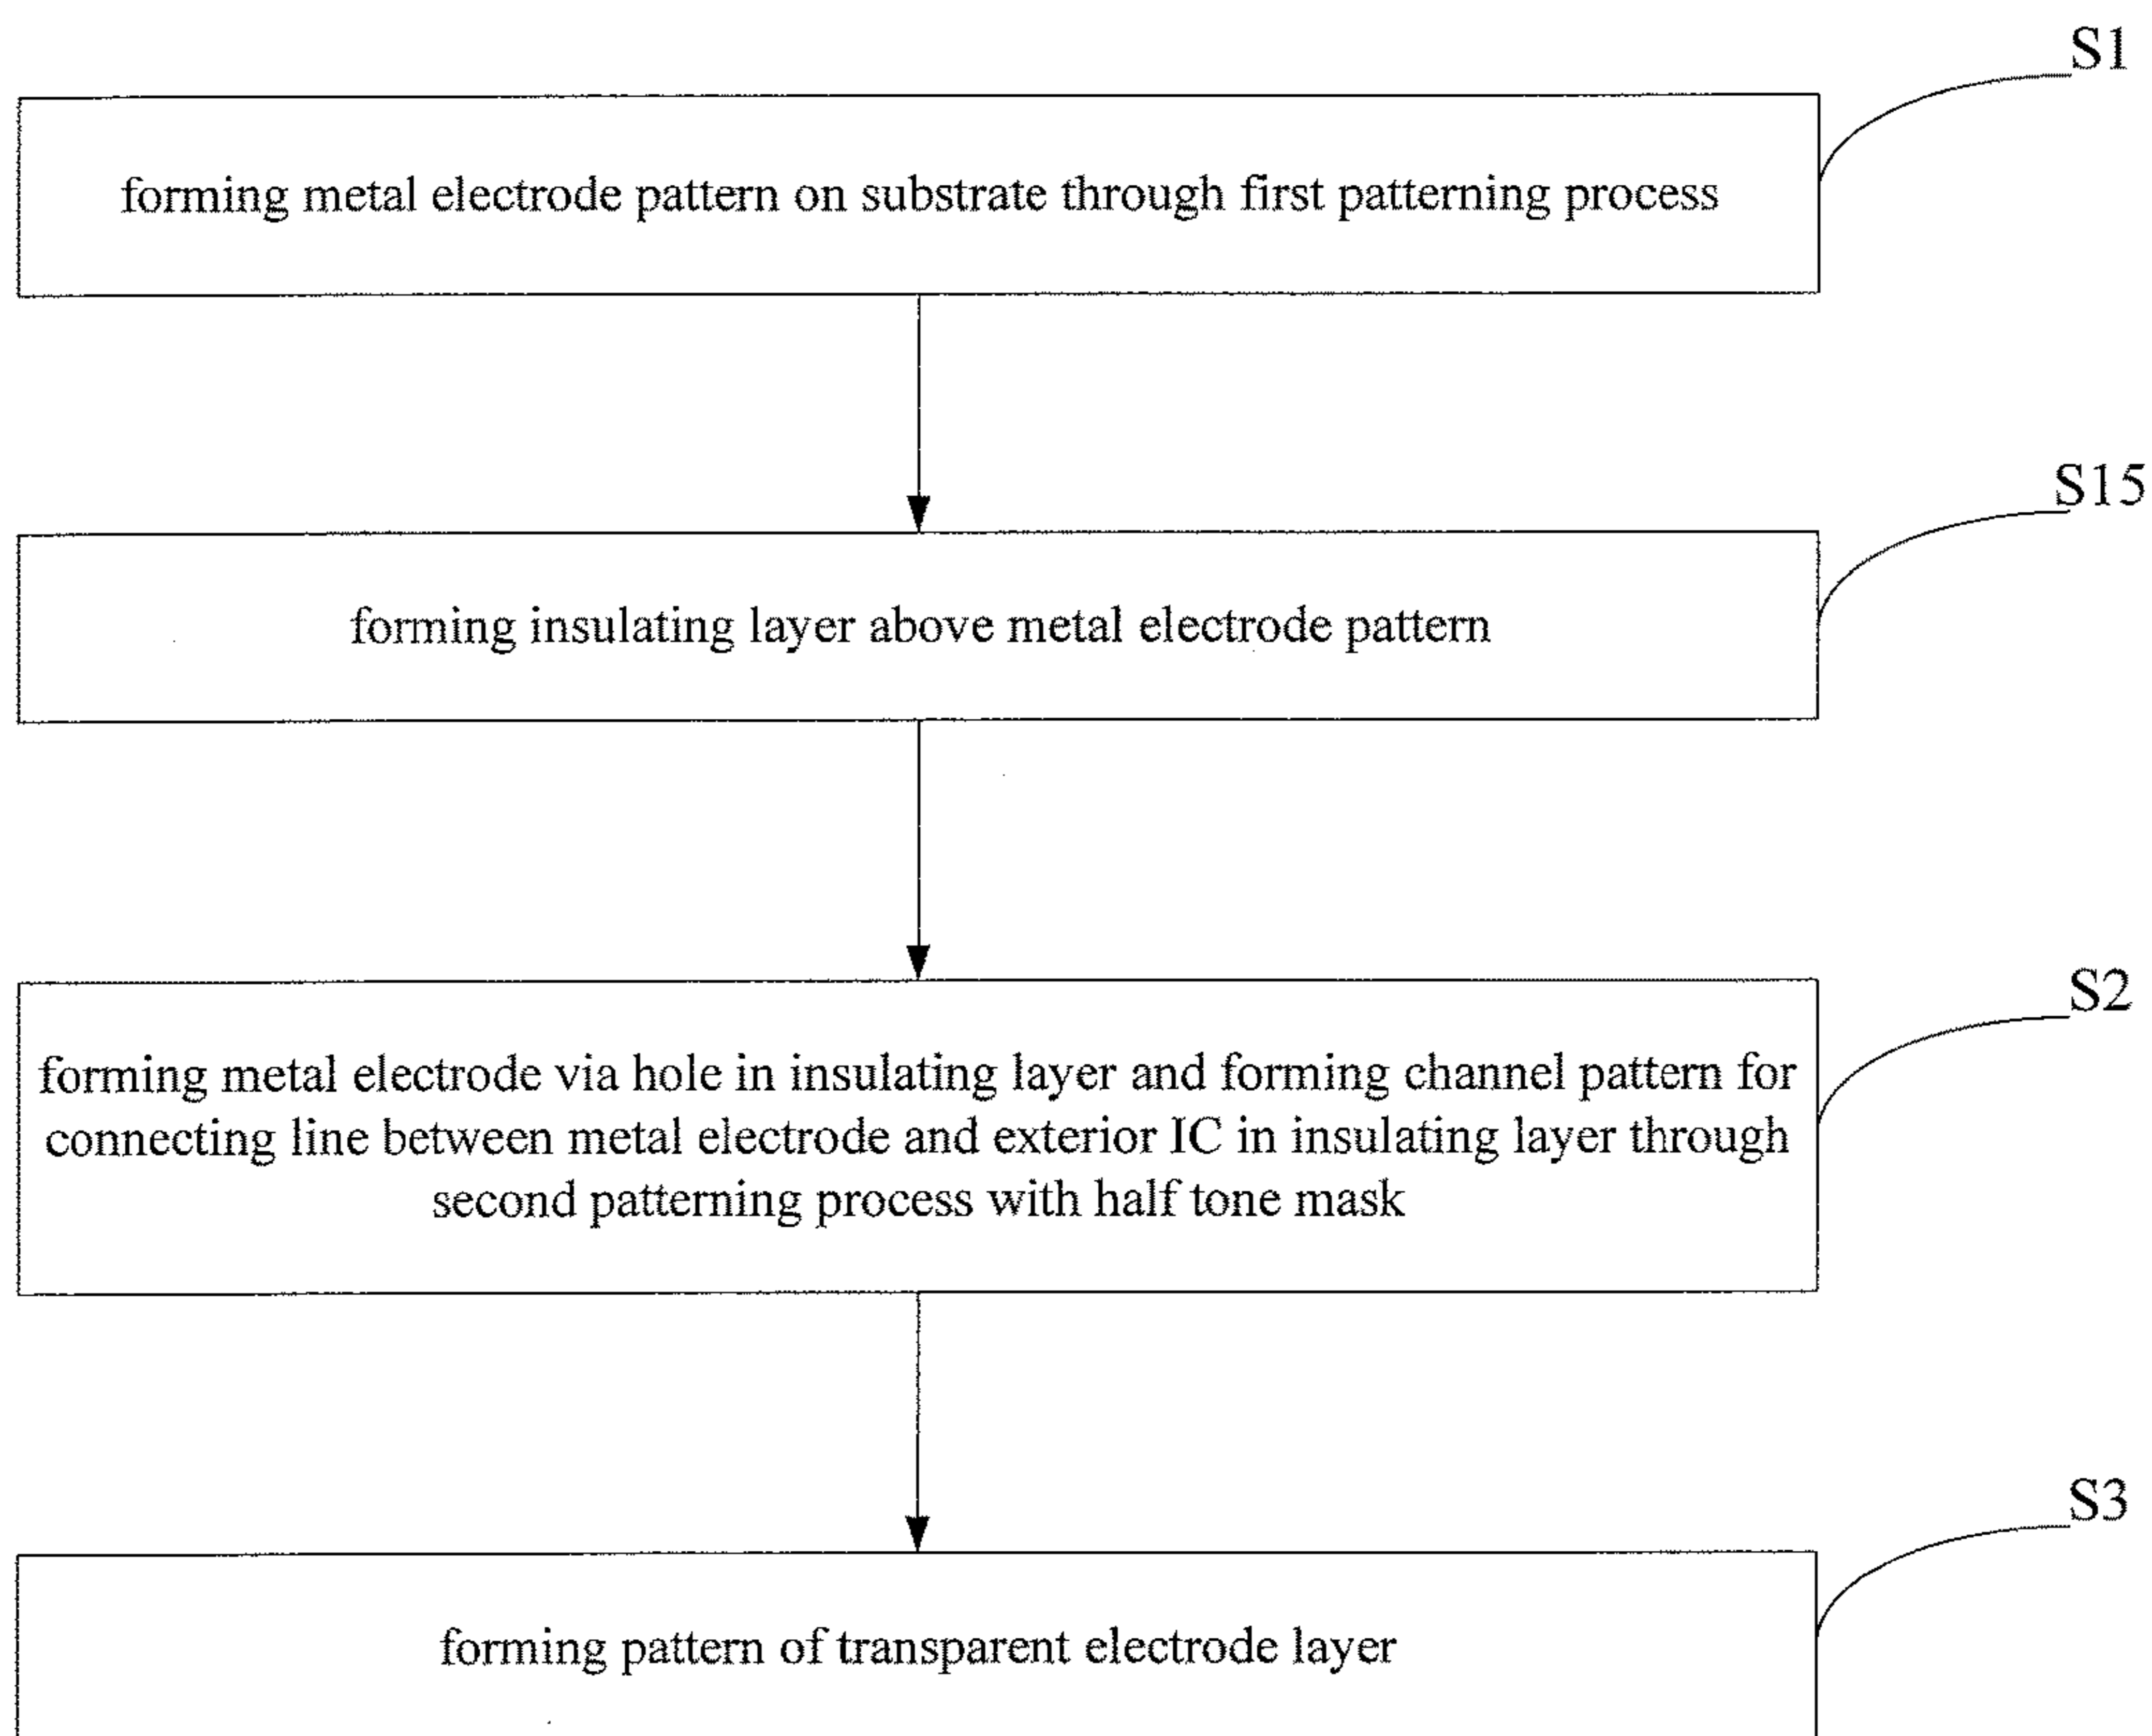 S1
forming metal electrode pattern on substrate through first patterning process
S15
forming insulating layer above metal electrode pattern
S2
forming metal electrode via hole in insulating layer and forming channel pattern for
connecting line between metal electrode and exterior IC in insulating layer through
second patterning process with half tone mask
S3
forming pattern of transparent electrode layer